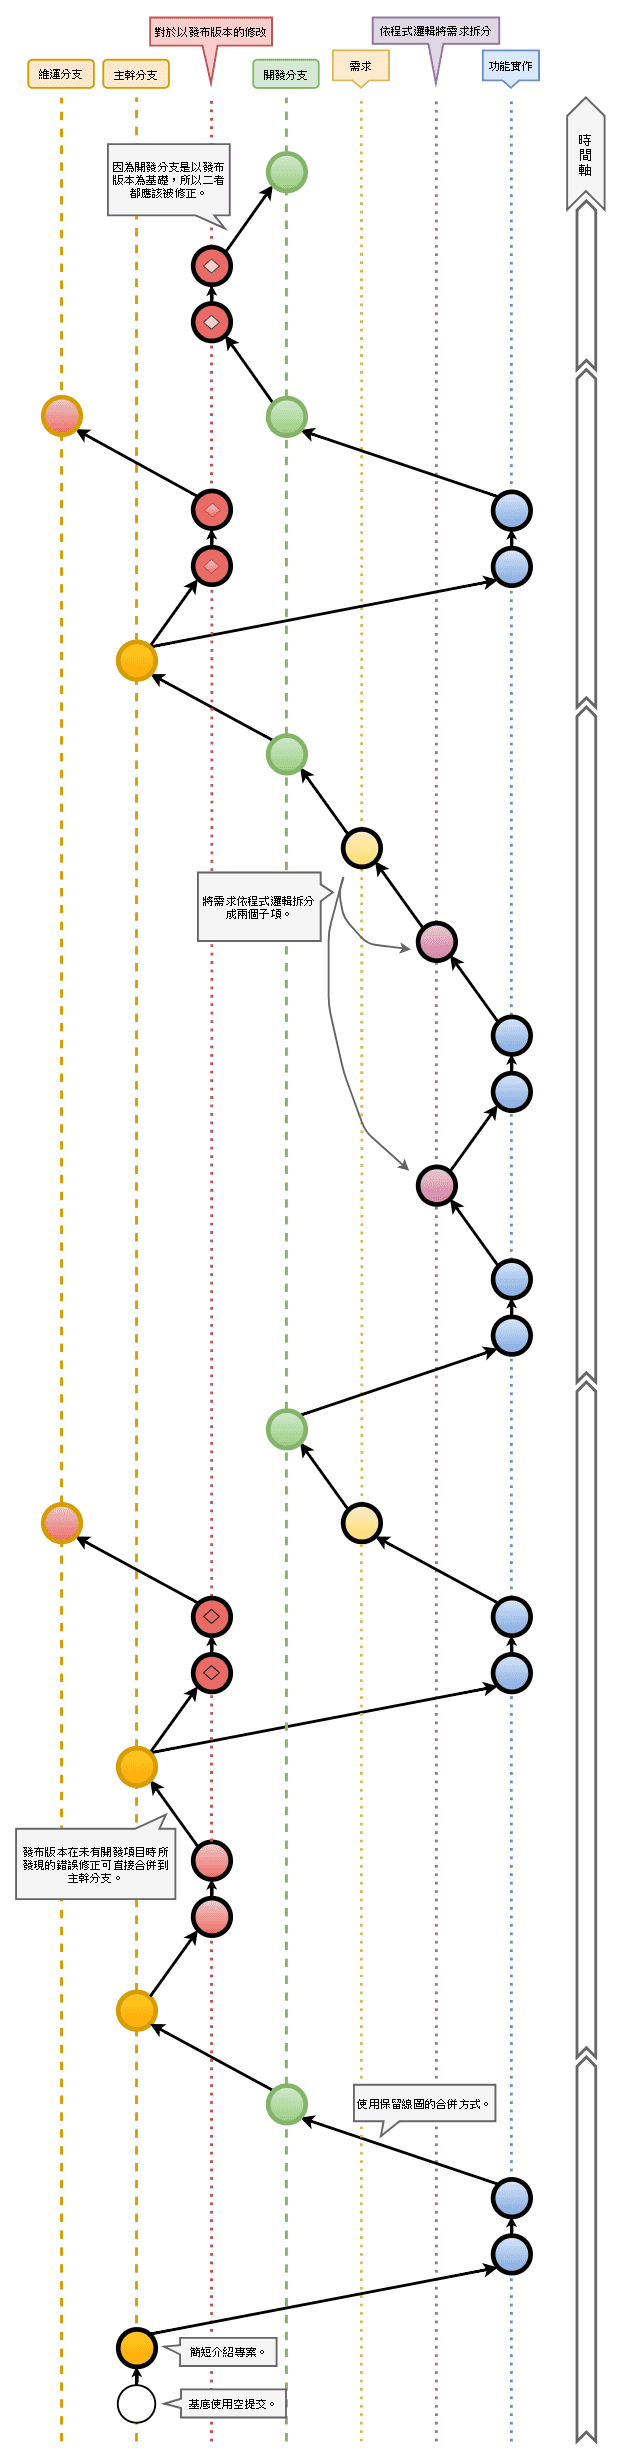 對於以發布版本的修改
依程式邏輯將需求拆分
維運分支
主幹分支
開發分支
需求
功能實作
時
間
軸
因為開發分支是以發布
版本為基礎，所以二者
都應該被修正。
將需求依程式邏輯拆分
成兩個子項。
發布版本在未有開發項目時所
發現的錯誤修正可直接合併到
主幹分支。
使用保留線圖的合併方式。
簡短介紹專案。
基底使用空提交。